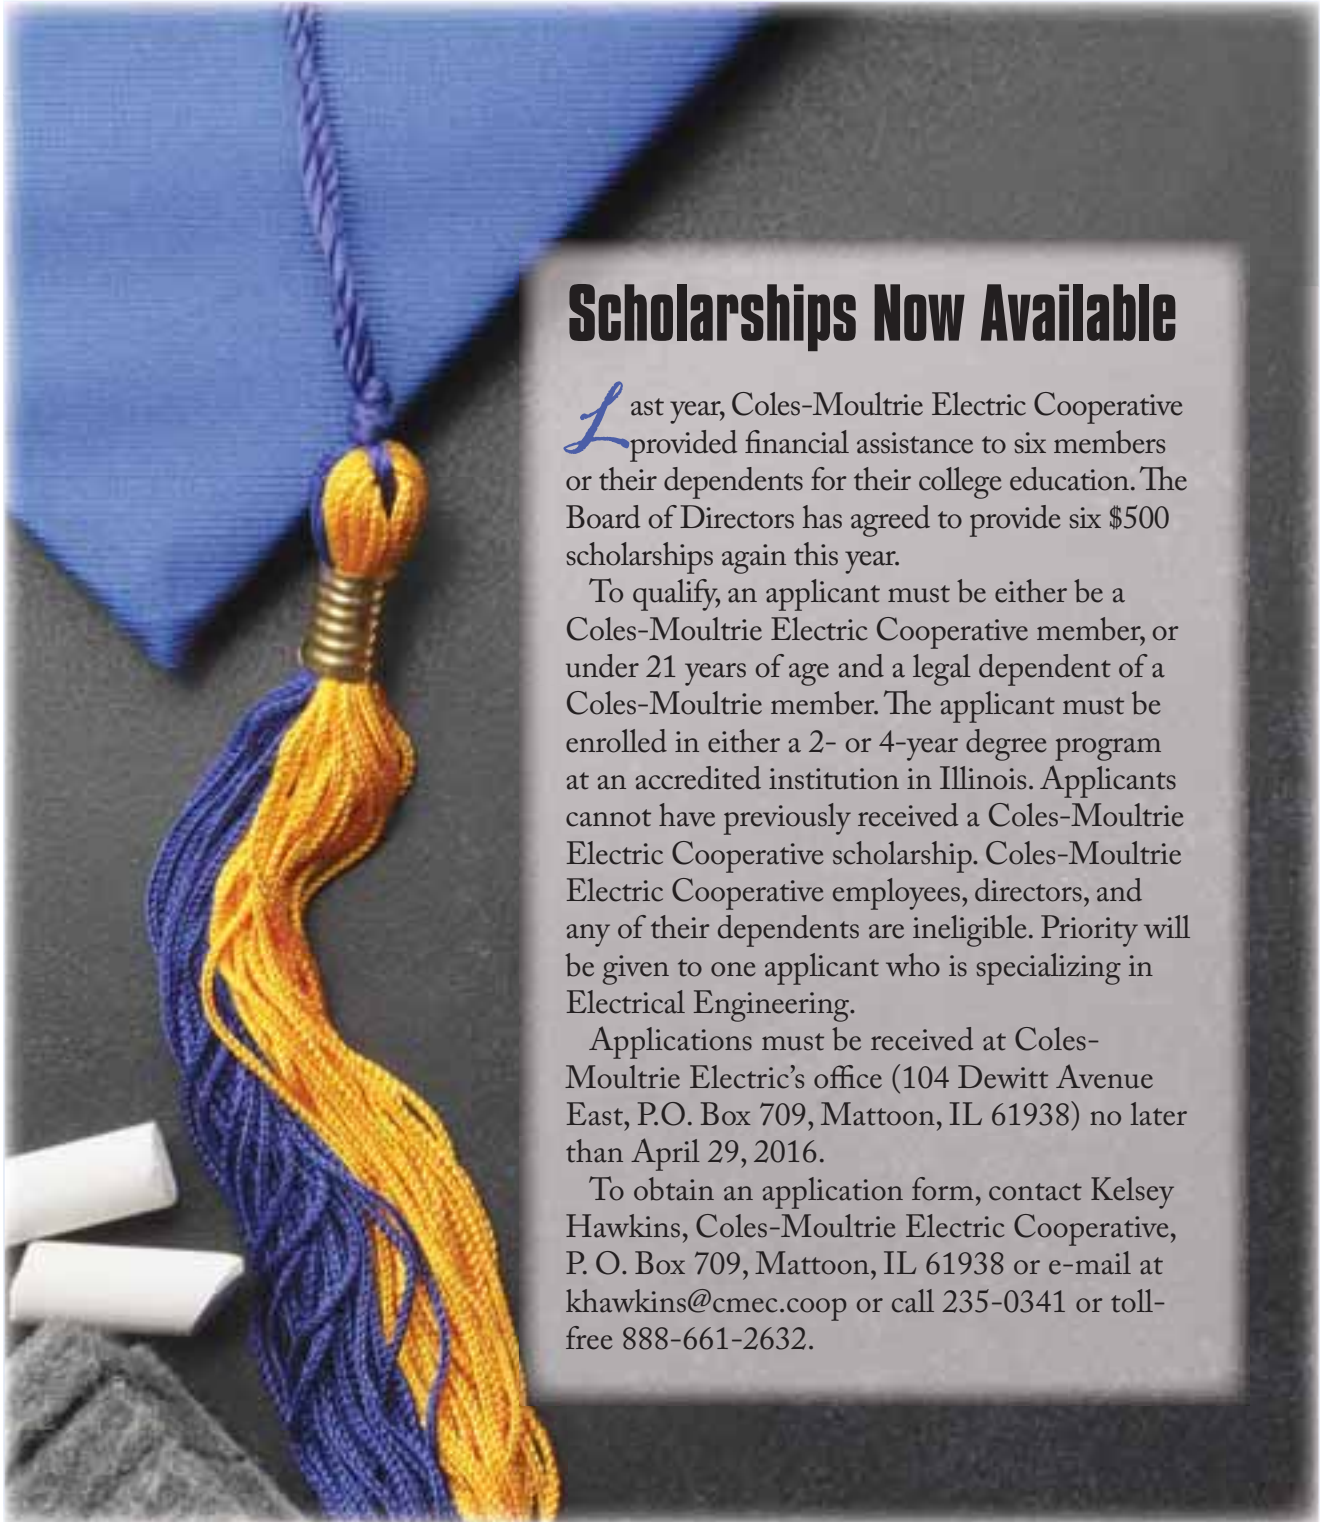 Scholarships Now Available
Last year, Coles-Moultrie Electric Cooperative
provided financial assistance to six members
or their dependents for their college education. The
Board of Directors has agreed to provide six $500
scholarships again this year.
To qualify, an applicant must be either be a
Coles-Moultrie Electric Cooperative member, or
under 21 years of age and a legal dependent of a
Coles-Moultrie member. The applicant must be
enrolled in either a 2- or 4-year degree program
at an accredited institution in Illinois. Applicants
cannot have previously received a Coles-Moultrie
Electric Cooperative scholarship. Coles-Moultrie
Electric Cooperative employees, directors, and
any of their dependents are ineligible. Priority will
be given to one applicant who is specializing in
Electrical Engineering.
Applications must be received at Coles-
Moultrie Electric's office (104 Dewitt Avenue
East, P.O. Box 709, Mattoon, IL 61938) no later
than April 29, 2016.
To obtain an application form, contact Kelsey
Hawkins, Coles-Moultrie Electric Cooperative,
P. O. Box 709, Mattoon, IL 61938 or e-mail at
khawkins@cmec.coop or call 235-0341 or toll-
free 888-661-2632.